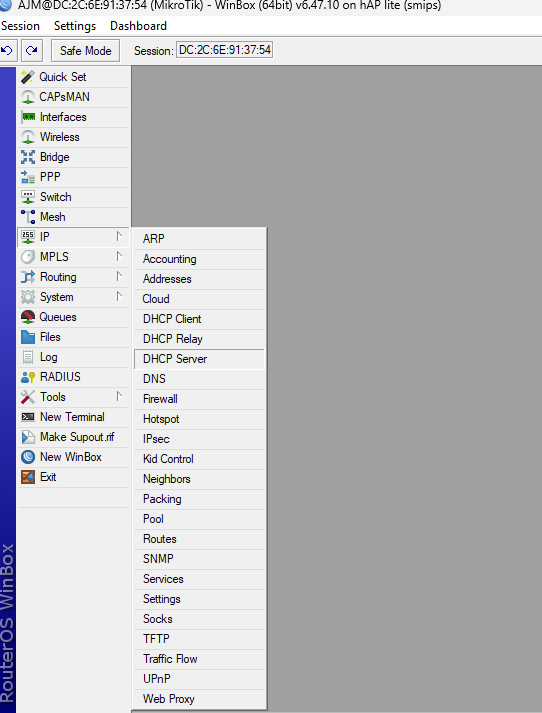 AJM@DC:2C:6E:91:37:54 (MikroTik) - WinBox (64bit) v6.47.10 on hAP lite (smips)
Session Settings Dashboard
Safe Mode Session: DC:2C:6E:91:37:54
Quick Set
CAPsMAN
Interfaces
Wireless
Bridge
PPP
Switch
Mesh
255 IP
MPLS
Routing
System
Queues
Files
Log
RADIUS
Tools
New Terminal
Make Supout.rif
New WinBox
Exit
ARP
Accounting
Addresses
Cloud
DHCP Client
DHCP Relay
DHCP Server
DNS
Firewall
Hotspot
IPsec
Kid Control
Neighbors
Packing
Pool
Routes
SNMP
Services
Settings
Socks
TFTP
Traffic Flow
UPnP
Web Proxy
RouterOS WinBox